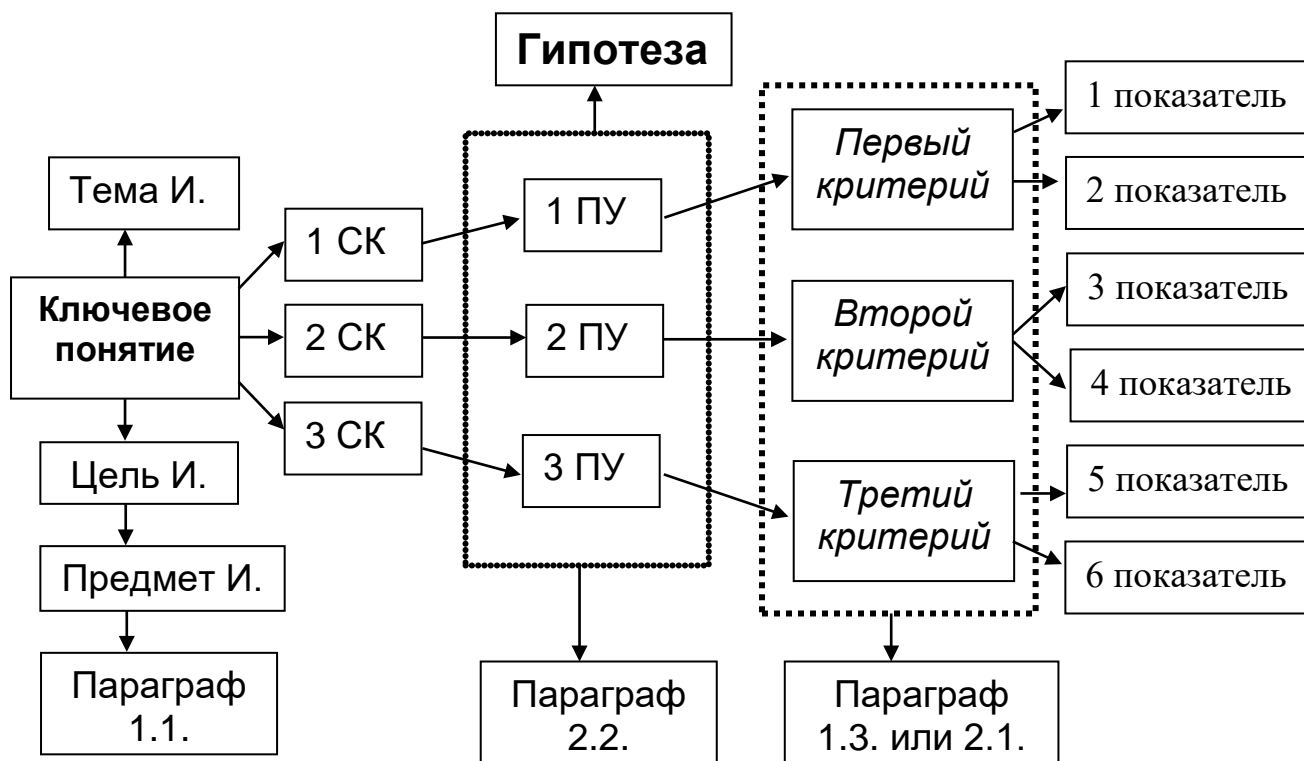 Гипотеза
1 показатель
Первый
критерий
2 показатель
Тема И.
1 ПУ
1 СК
3 показатель
Ключевое
понятие
2 СК
2 ПУ
Второй
критерий
4 показатель
3 СК
3 ПУ
Цель И.
Третий
критерий
5 показатель
6 показатель
Предмет И.
Параграф
1.1.
Параграф
2.2.
Параграф
1.3. или 2.1.